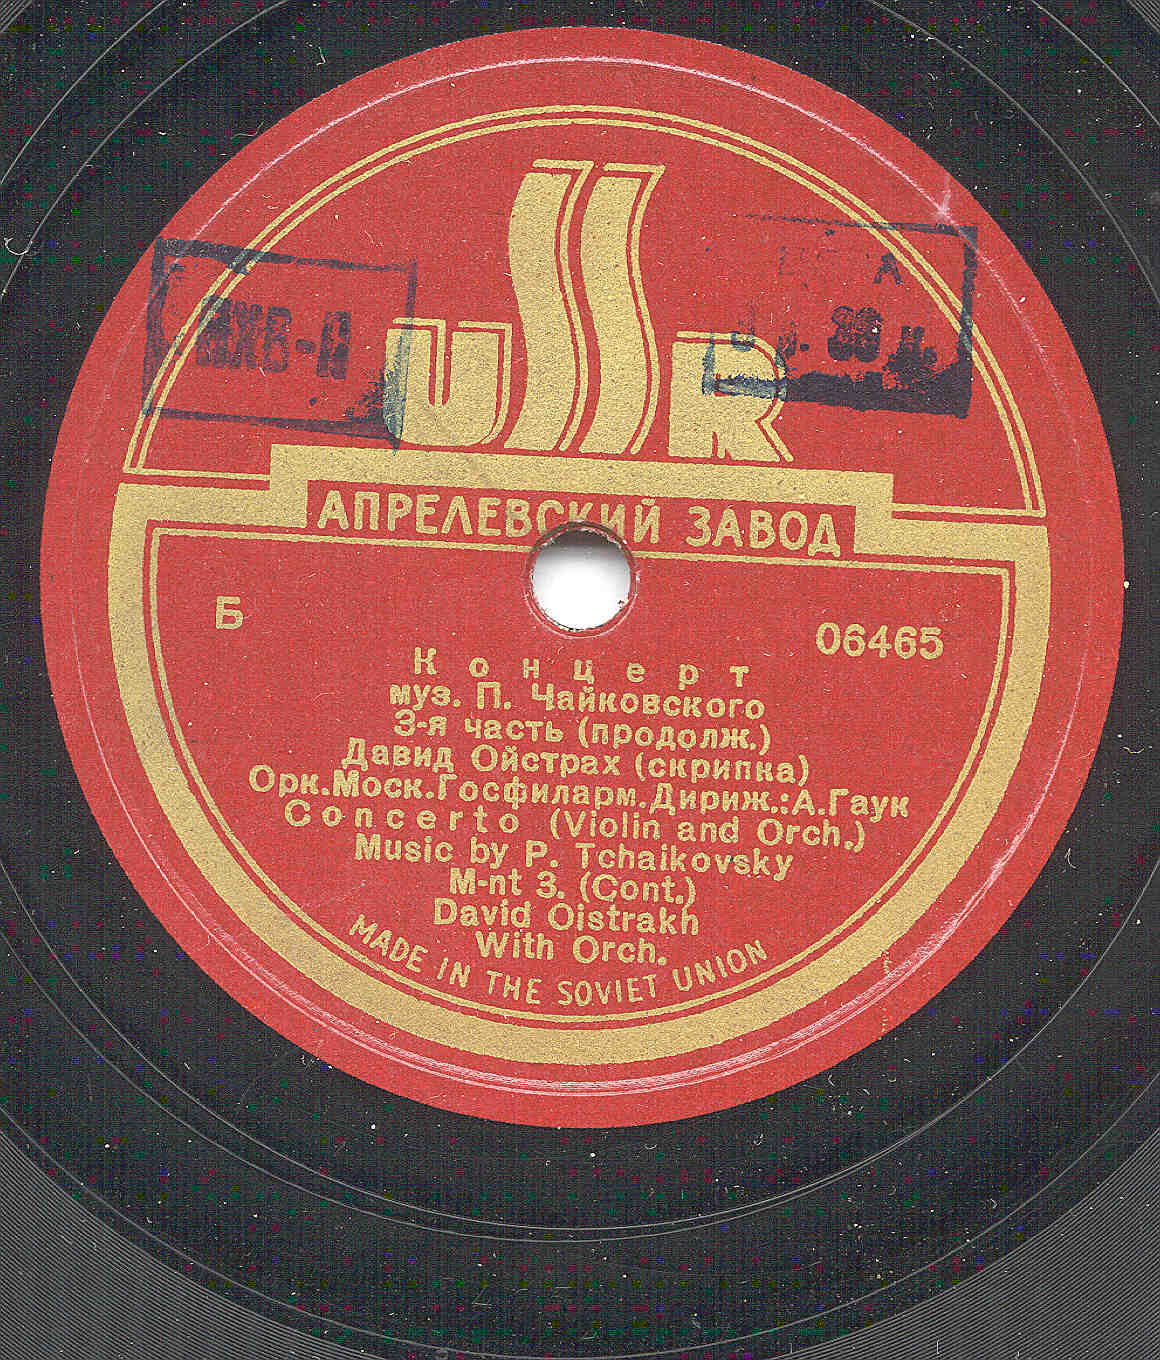 USSR
МХВ-П
АПРЕЛЕВСКИЙ ЗАВОД
Б
06465
Концерт
муз. П. Чайковского
3-я часть (продолж.)
Давид Ойстрах (скрипка)
Орк.Моск.Госфиларм.Дириж.:А.Гаук
Concerto (Violin and Orch.)
Music by P. Tchaikovsky
M-nt 3. (Cont.)
David Oistrakh
With Orch.
MADE IN THE SOVIET UNION